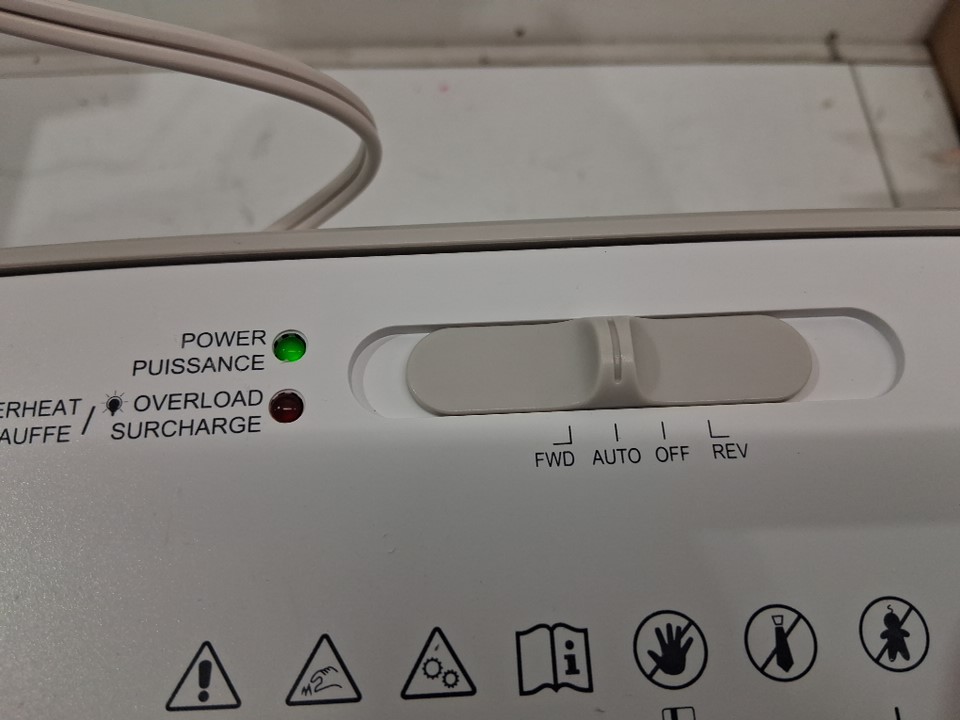 POWER
PUISSANCE
ERHEAT / OVERLOAD
AUFFE SURCHARGE
FWD AUTO OFF REV